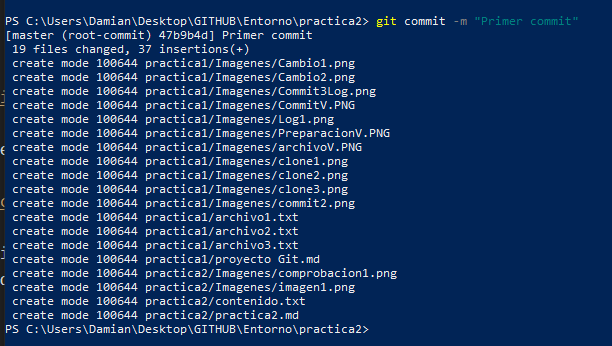 PS C:\Users\Damian\Desktop\GITHUB\Entorno\practica2> git commit -m "Primer commit"
[master (root-commit) 47b9b4d] Primer commit
 19 files changed, 37 insertions(+)
 create mode 100644 practica1/Imagenes/Cambio1.png
 create mode 100644 practica1/Imagenes/Cambio2.png
 create mode 100644 practica1/Imagenes/Commit3Log.png
 create mode 100644 practica1/Imagenes/CommitV.PNG
 create mode 100644 practica1/Imagenes/Log1.png
 create mode 100644 practica1/Imagenes/PreparacionV.PNG
 create mode 100644 practica1/Imagenes/archivoV.PNG
 create mode 100644 practica1/Imagenes/clone1.png
 create mode 100644 practica1/Imagenes/clone2.png
 create mode 100644 practica1/Imagenes/clone3.png
 create mode 100644 practica1/Imagenes/commit2.png
 create mode 100644 practica1/archivo1.txt
 create mode 100644 practica1/archivo2.txt
 create mode 100644 practica1/archivo3.txt
 create mode 100644 practica1/proyecto Git.md
 create mode 100644 practica2/Imagenes/comprobacion1.png
 create mode 100644 practica2/Imagenes/imagen1.png
 create mode 100644 practica2/contenido.txt
 create mode 100644 practica2/practica2.md
PS C:\Users\Damian\Desktop\GITHUB\Entorno\practica2>